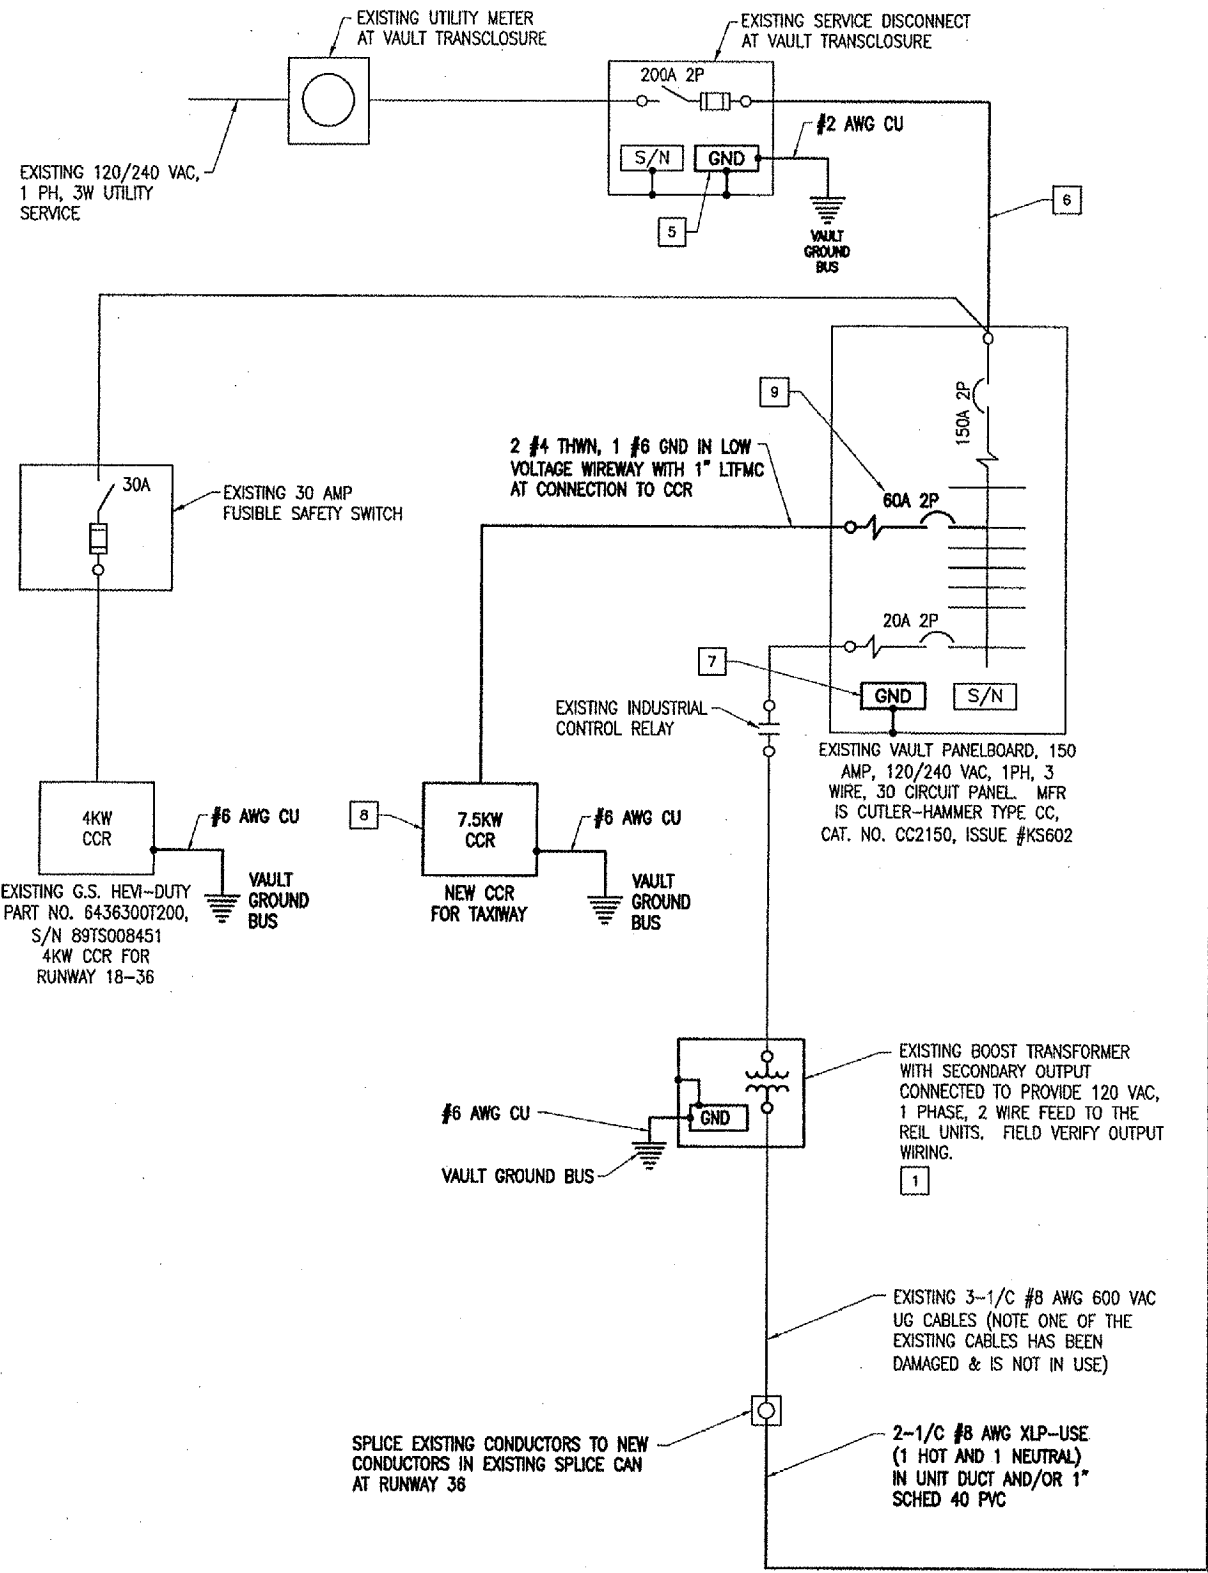 EXISTING UTILITY METER
AT VAULT TRANSCLOSURE
EXISTING SERVICE DISCONNECT
AT VAULT TRANSCLOSURE
200A 2P
#2 AWG CU
S/N
GND
EXISTING 120/240 VAC,
1 PH, 3W UTILITY
SERVICE
5
6
VAULT
GROUND
BUS
9
150A 2P
2 #4 THWN, 1 #6 GND IN LOW
VOLTAGE WIREWAY WITH 1" LTFMC
AT CONNECTION TO CCR
30A
EXISTING 30 AMP
FUSIBLE SAFETY SWITCH
60A 2P
20A 2P
7
GND
S/N
EXISTING INDUSTRIAL
CONTROL RELAY
EXISTING VAULT PANELBOARD, 150
AMP, 120/240 VAC, 1PH, 3
WIRE, 30 CIRCUIT PANEL. MFR
IS CUTLER-HAMMER TYPE CC,
CAT. NO. CC2150, ISSUE #KS602
4KW
CCR
#6 AWG CU
8
7.5KW
CCR
#6 AWG CU
VAULT
GROUND
BUS
EXISTING G.S. HEVI-DUTY
PART NO. 6436300T200,
S/N 89TS008451
4KW CCR FOR
RUNWAY 18-36
NEW CCR
FOR TAXIWAY
VAULT
GROUND
BUS
EXISTING BOOST TRANSFORMER
WITH SECONDARY OUTPUT
CONNECTED TO PROVIDE 120 VAC,
1 PHASE, 2 WIRE FEED TO THE
REIL UNITS. FIELD VERIFY OUTPUT
WIRING.
1
#6 AWG CU
GND
VAULT GROUND BUS
EXISTING 3-1/C #8 AWG 600 VAC
UG CABLES (NOTE ONE OF THE
EXISTING CABLES HAS BEEN
DAMAGED & IS NOT IN USE)
SPLICE EXISTING CONDUCTORS TO NEW
CONDUCTORS IN EXISTING SPLICE CAN
AT RUNWAY 36
2-1/C #8 AWG XLP-USE
(1 HOT AND 1 NEUTRAL)
IN UNIT DUCT AND/OR 1"
SCHED 40 PVC